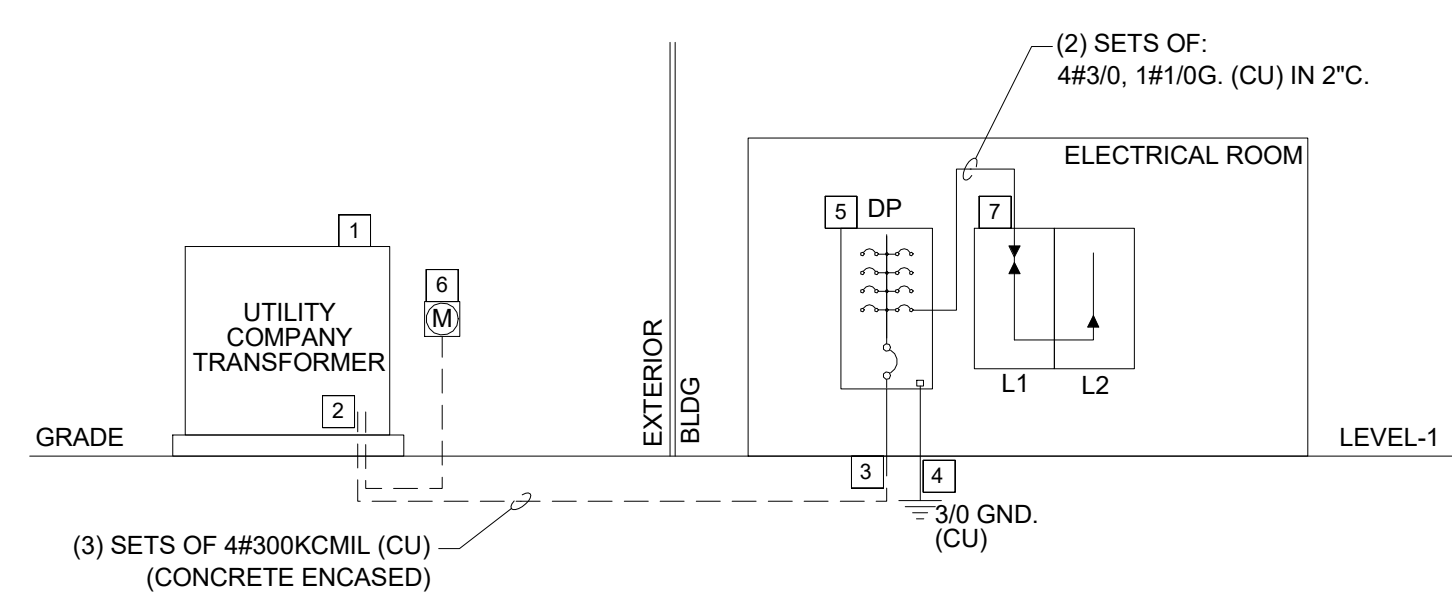 (2) SETS OF:
4#3/0, 1#1/0G. (CU) IN 2"C.
ELECTRICAL ROOM
1
5 DP
7
6
M
UTILITY
COMPANY
TRANSFORMER
2
EXTERIOR
BLDG
L1
L2
GRADE
LEVEL-1
3
4
3/0 GND.
(CU)
(3) SETS OF 4#300KCMIL (CU)
(CONCRETE ENCASED)